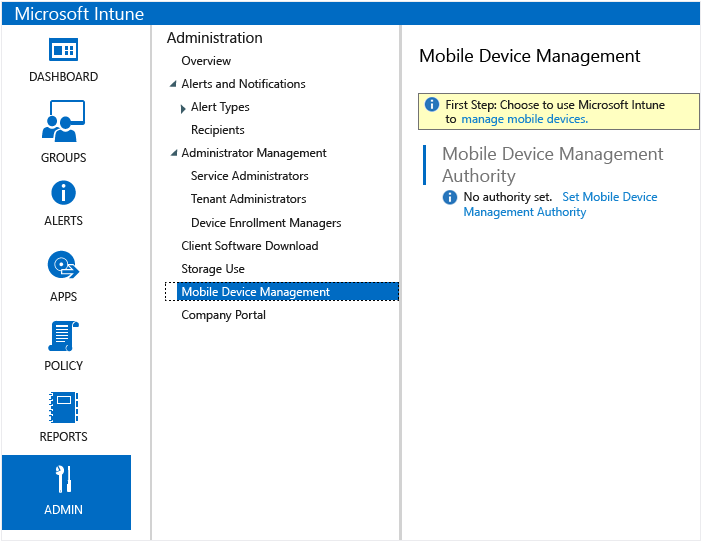 Microsoft Intune
DASHBOARD
GROUPS
ALERTS
APPS
POLICY
REPORTS
ADMIN
Administration
Overview
Alerts and Notifications
Alert Types
Recipients
Administrator Management
Service Administrators
Tenant Administrators
Device Enrollment Managers
Client Software Download
Storage Use
Mobile Device Management
Company Portal
Mobile Device Management
First Step: Choose to use Microsoft Intune
to manage mobile devices.
Mobile Device Management
Authority
No authority set. Set Mobile Device
Management Authority